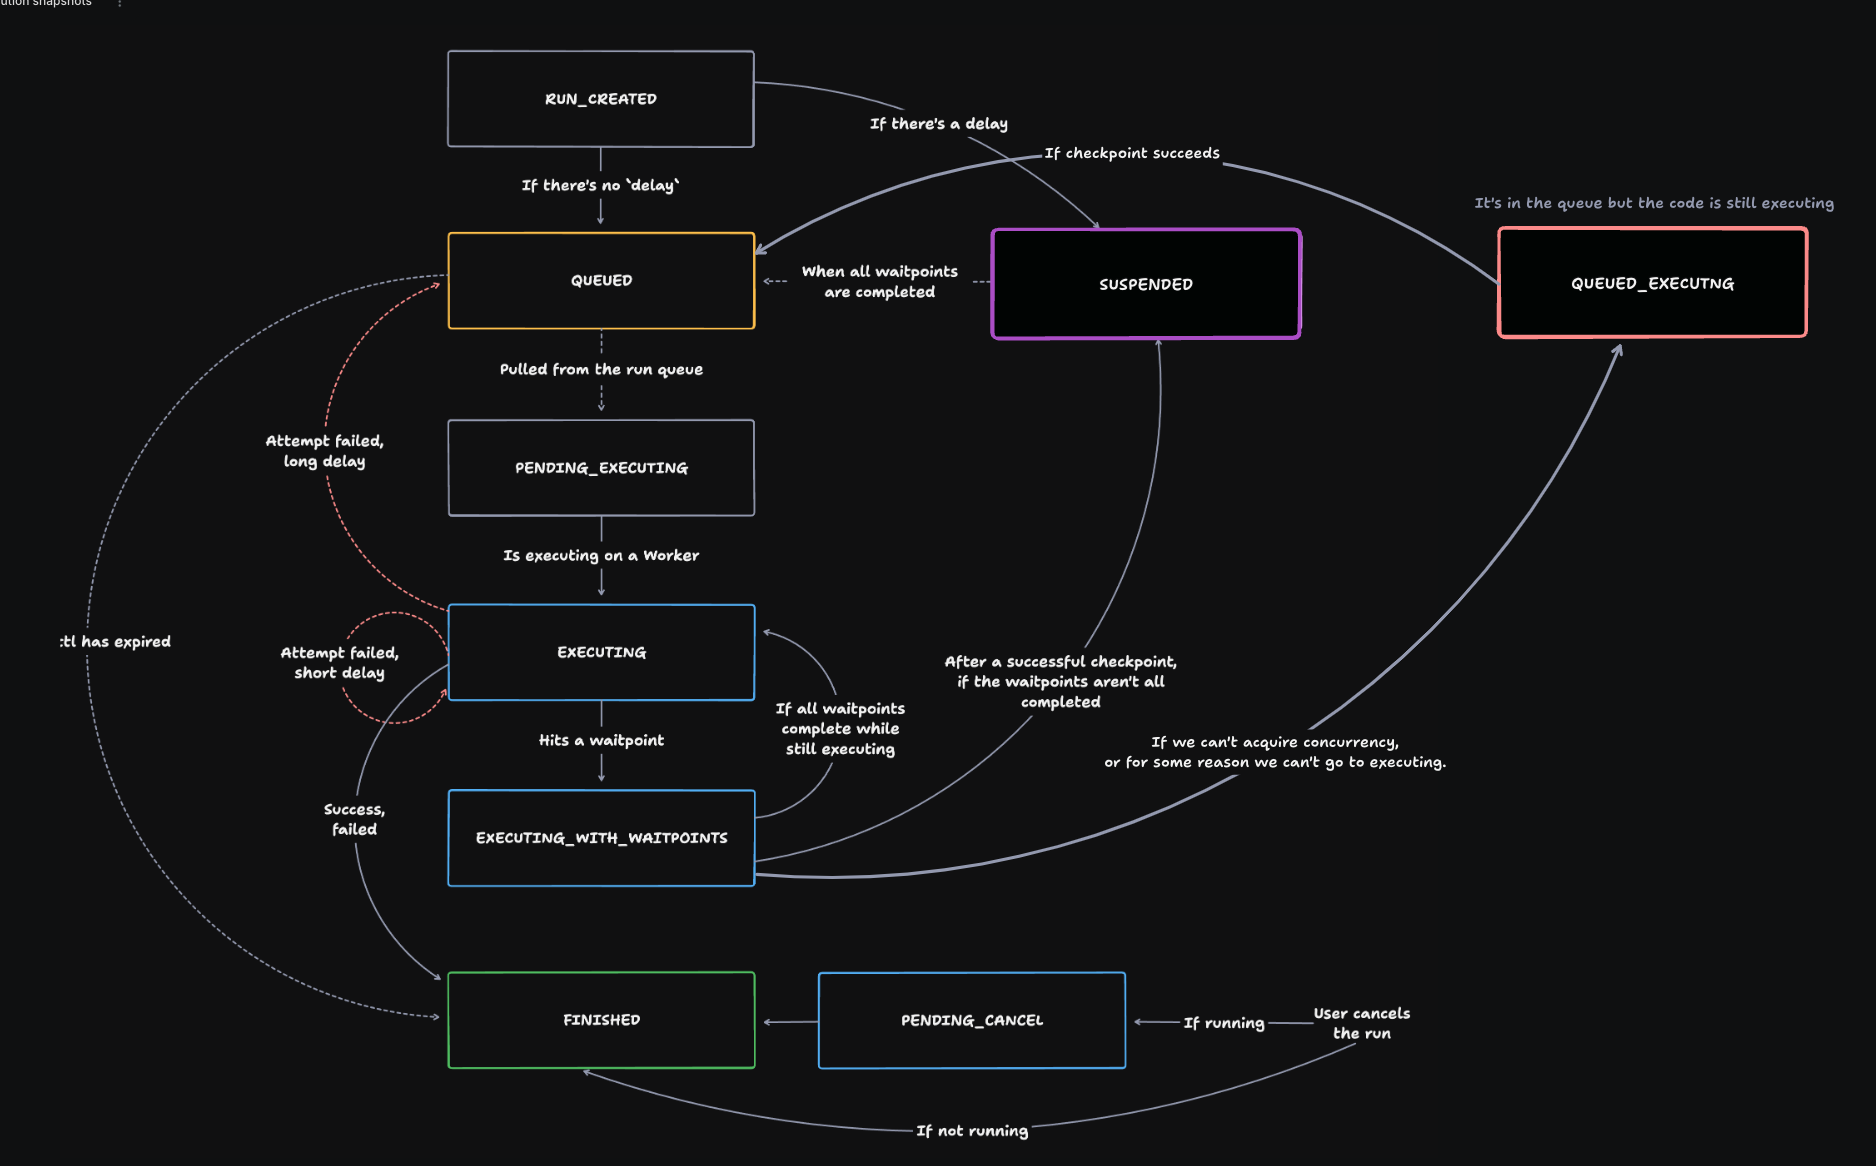 ution snapshots
RUN_CREATED
If there's a delay
If checkpoint succeeds
If there's no `delay`
It's in the queue but the code is still executing
QUEUED
When all waitpoints
are completed
SUSPENDED
QUEUED_EXECUTNG
Pulled from the run queue
Attempt failed,
long delay
PENDING_EXECUTING
Is executing on a Worker
:tl has expired
Attempt failed,
short delay
EXECUTING
After a successful checkpoint,
if the waitpoints aren't all
completed
If all waitpoints
complete while
still executing
Hits a waitpoint
If we can't acquire concurrency,
or for some reason we can't go to executing.
Success,
failed
EXECUTING_WITH_WAITPOINTS
FINISHED
PENDING_CANCEL
If running
User cancels
the run
If not running